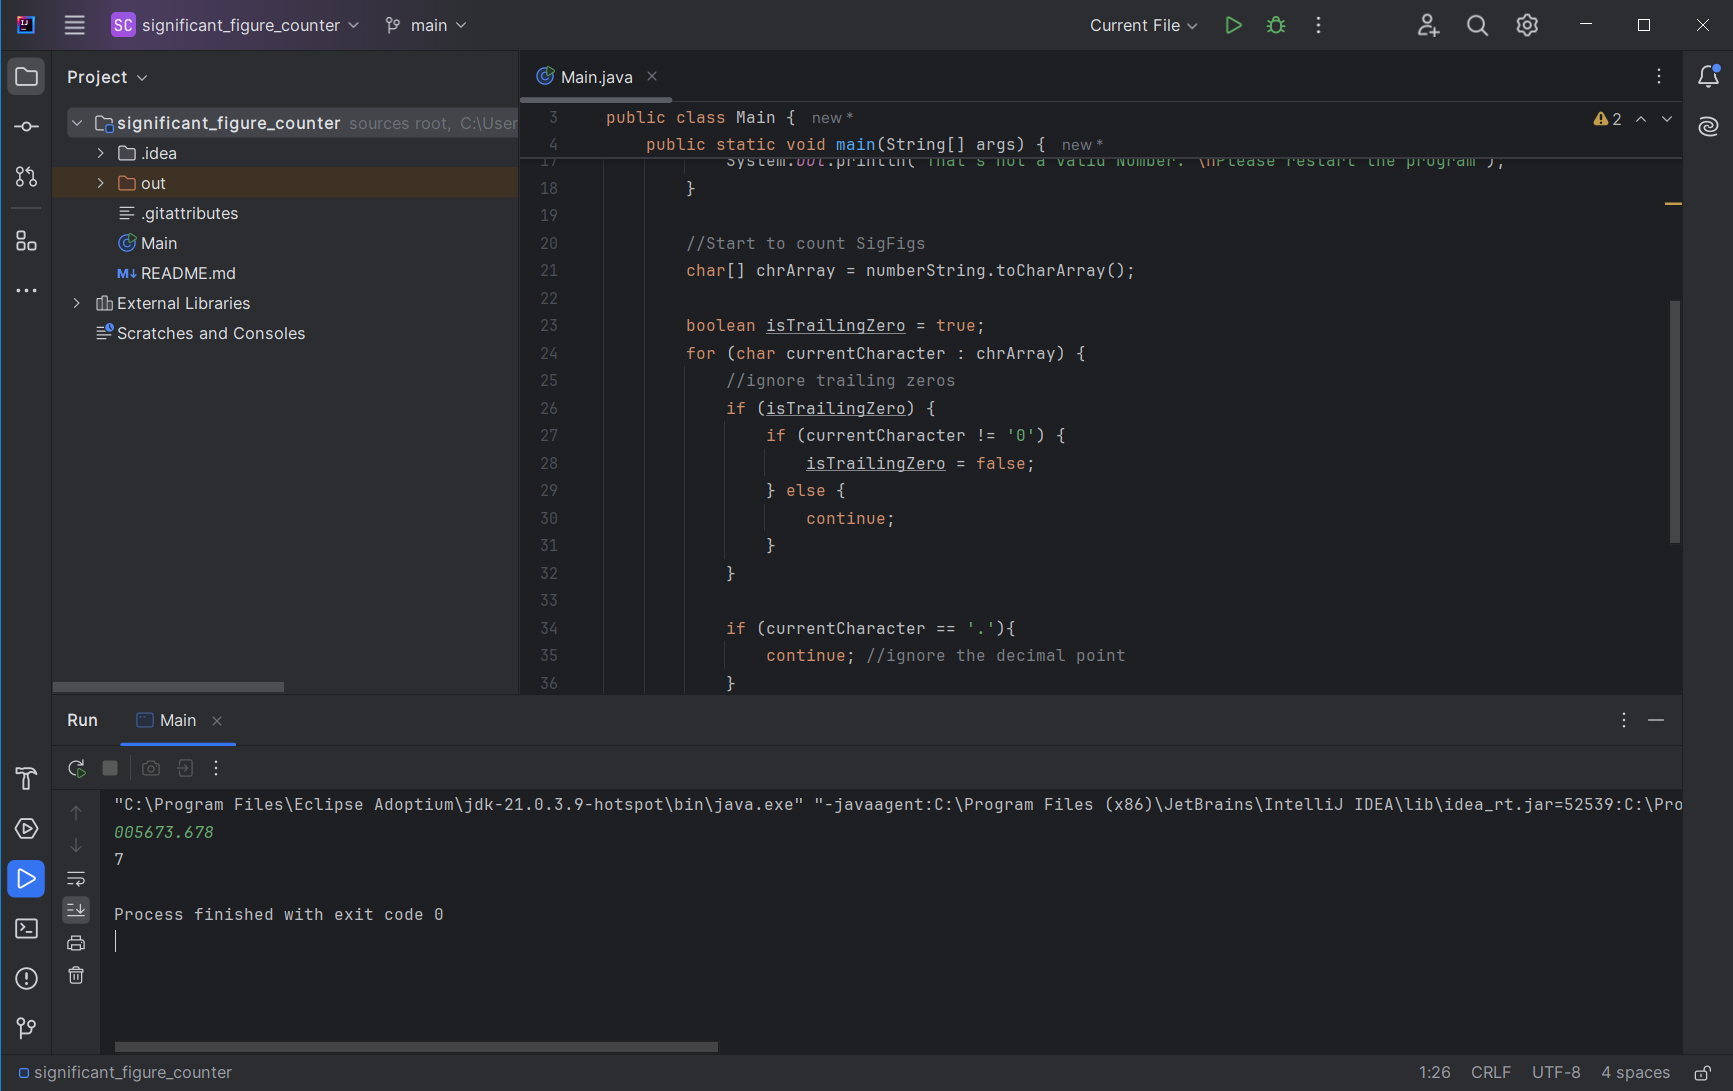 SC significant_figure_counter main Current File
Project
significant_figure_counter sources root, C:\User
.idea
out
.gitattributes
Main
M↓ README.md
External Libraries
Scratches and Consoles
Main.java
3 public class Main { new *
4 public static void main(String[] args) { new *
2
17 System.out.println("That's not a valid Number. \nPlease restart the program");
18 }
19
20 //Start to count SigFigs
21 char[] chrArray = numberString.toCharArray();
22
23 boolean isTrailingZero = true;
24 for (char currentCharacter : chrArray) {
25 //ignore trailing zeros
26 if (isTrailingZero) {
27 if (currentCharacter != '0') {
28 isTrailingZero = false;
29 } else {
30 continue;
31 }
32 }
33
34 if (currentCharacter == '.'){
35 continue; //ignore the decimal point
36 }
Run Main
"C:\Program Files\Eclipse Adoptium\jdk-21.0.3.9-hotspot\bin\java.exe" "-javaagent:C:\Program Files (x86)\JetBrains\IntelliJ IDEA\lib\idea_rt.jar=52539:C:\Pro
005673.678
7
Process finished with exit code 0
significant_figure_counter 1:26 CRLF UTF-8 4 spaces